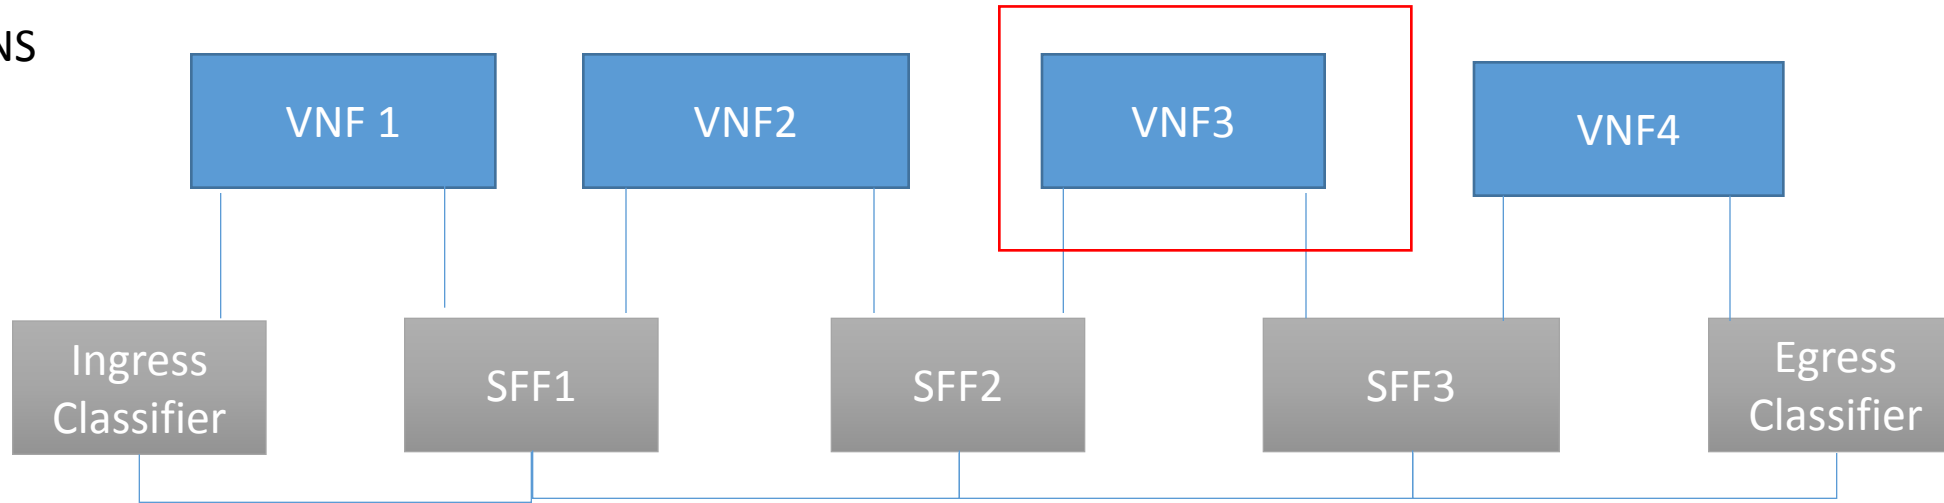 NS
VNF 1
VNF2
VNF3
VNF4
Ingress
Classifier
SFF1
SFF2
SFF3
Egress
Classifier